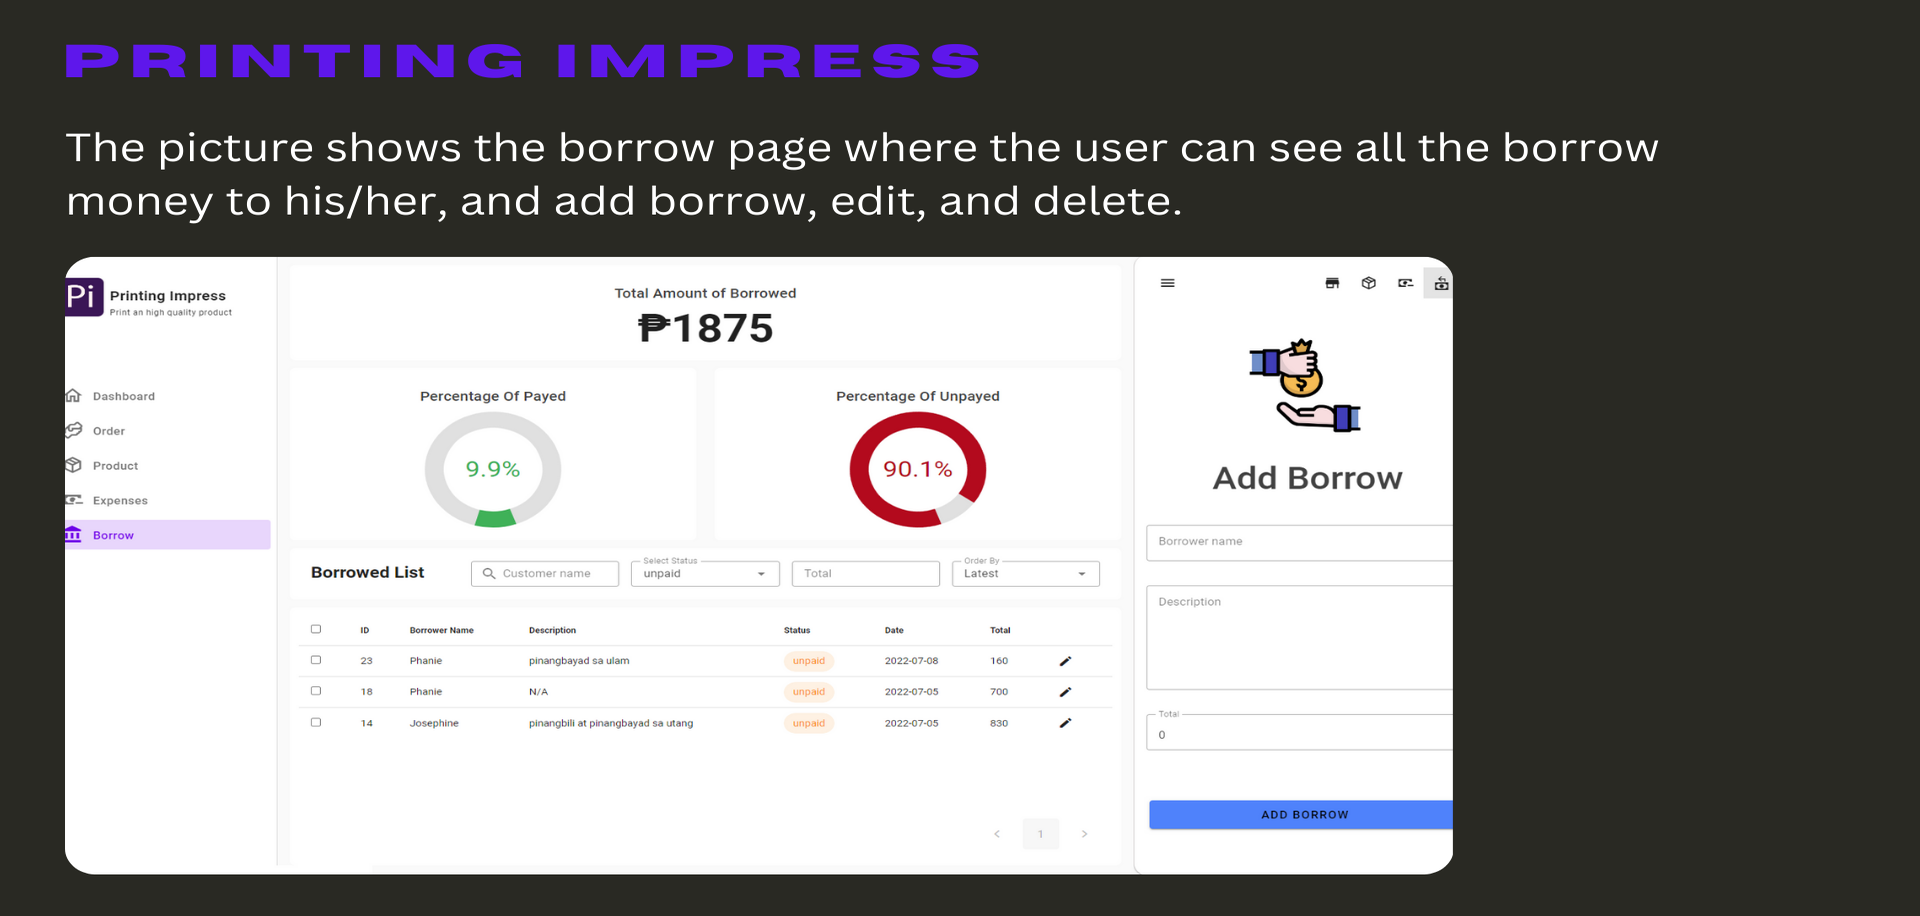 PRINTING IMPRESS
The picture shows the borrow page where the user can see all the borrow
money to his/her, and add borrow, edit, and delete.
Pi
Printing Impress
Print an high quality product
Dashboard
Order
Product
Expenses
Borrow
Total Amount of Borrowed
₱1875
Percentage Of Payed
9.9%
Percentage Of Unpayed
90.1%
Borrowed List
Customer name
Select Status
unpaid
Total
Order By
Latest
ID Borrower Name Description Status Date Total
23 Phanie pinangbayad sa ulam unpaid 2022-07-08 160
18 Phanie N/A unpaid 2022-07-05 700
14 Josephine pinangbili at pinangbayad sa utang unpaid 2022-07-05 830
< 1 >
Add Borrow
Borrower name
Description
Total
0
ADD BORROW